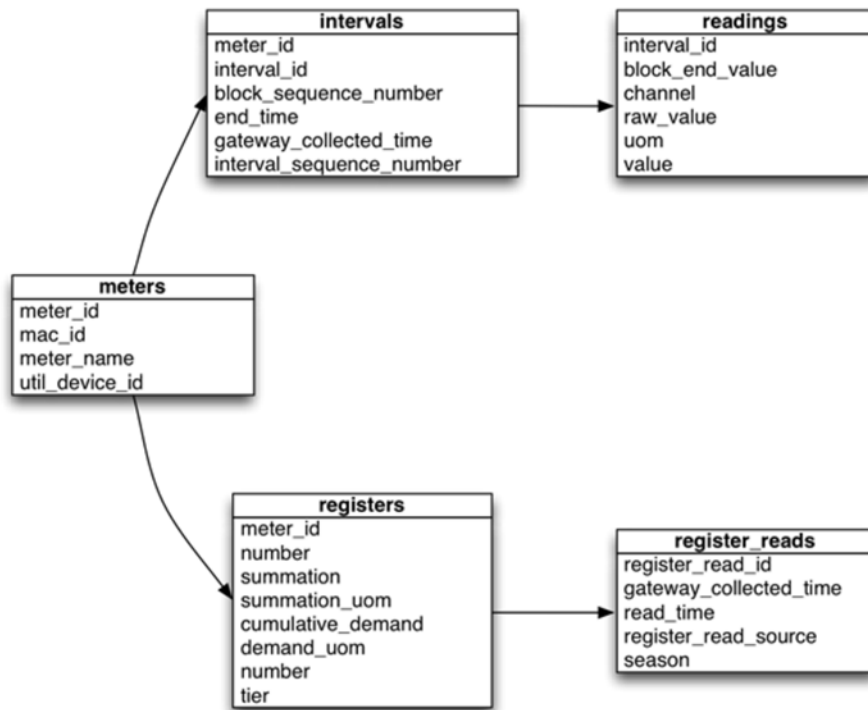 intervals
meter_id
interval_id
block_sequence_number
end_time
gateway_collected_time
interval_sequence_number
readings
interval_id
block_end_value
channel
raw_value
uom
value
meters
meter_id
mac_id
meter_name
util_device_id
registers
meter_id
number
summation
summation_uom
cumulative_demand
demand_uom
number
tier
register_reads
register_read_id
gateway_collected_time
read_time
register_read_source
season